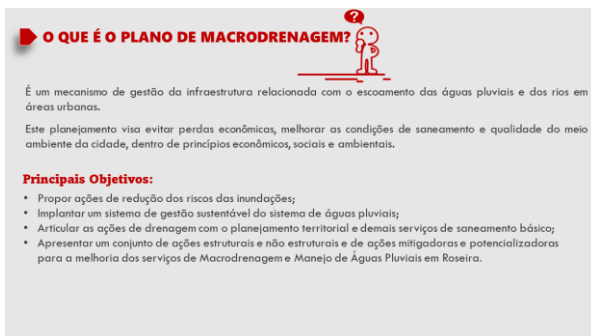 ?
O QUE É O PLANO DE MACRODRENAGEM?
É um mecanismo de gestão da infraestrutura relacionada com o escoamento das águas pluviais e dos rios em
áreas urbanas.
Este planejamento visa evitar perdas econômicas, melhorar as condições de saneamento e qualidade do meio
ambiente da cidade, dentro de princípios econômicos, sociais e ambientais.
Principais Objetivos:
• Propor ações de redução dos riscos das inundações;
• Implantar um sistema de gestão sustentável do sistema de águas pluviais;
• Articular as ações de drenagem com o planejamento territorial e demais serviços de saneamento básico;
• Apresentar um conjunto de ações estruturais e não estruturais e de ações mitigadoras e potencializadoras
para a melhoria dos serviços de Macrodrenagem e Manejo de Águas Pluviais em Roseira.